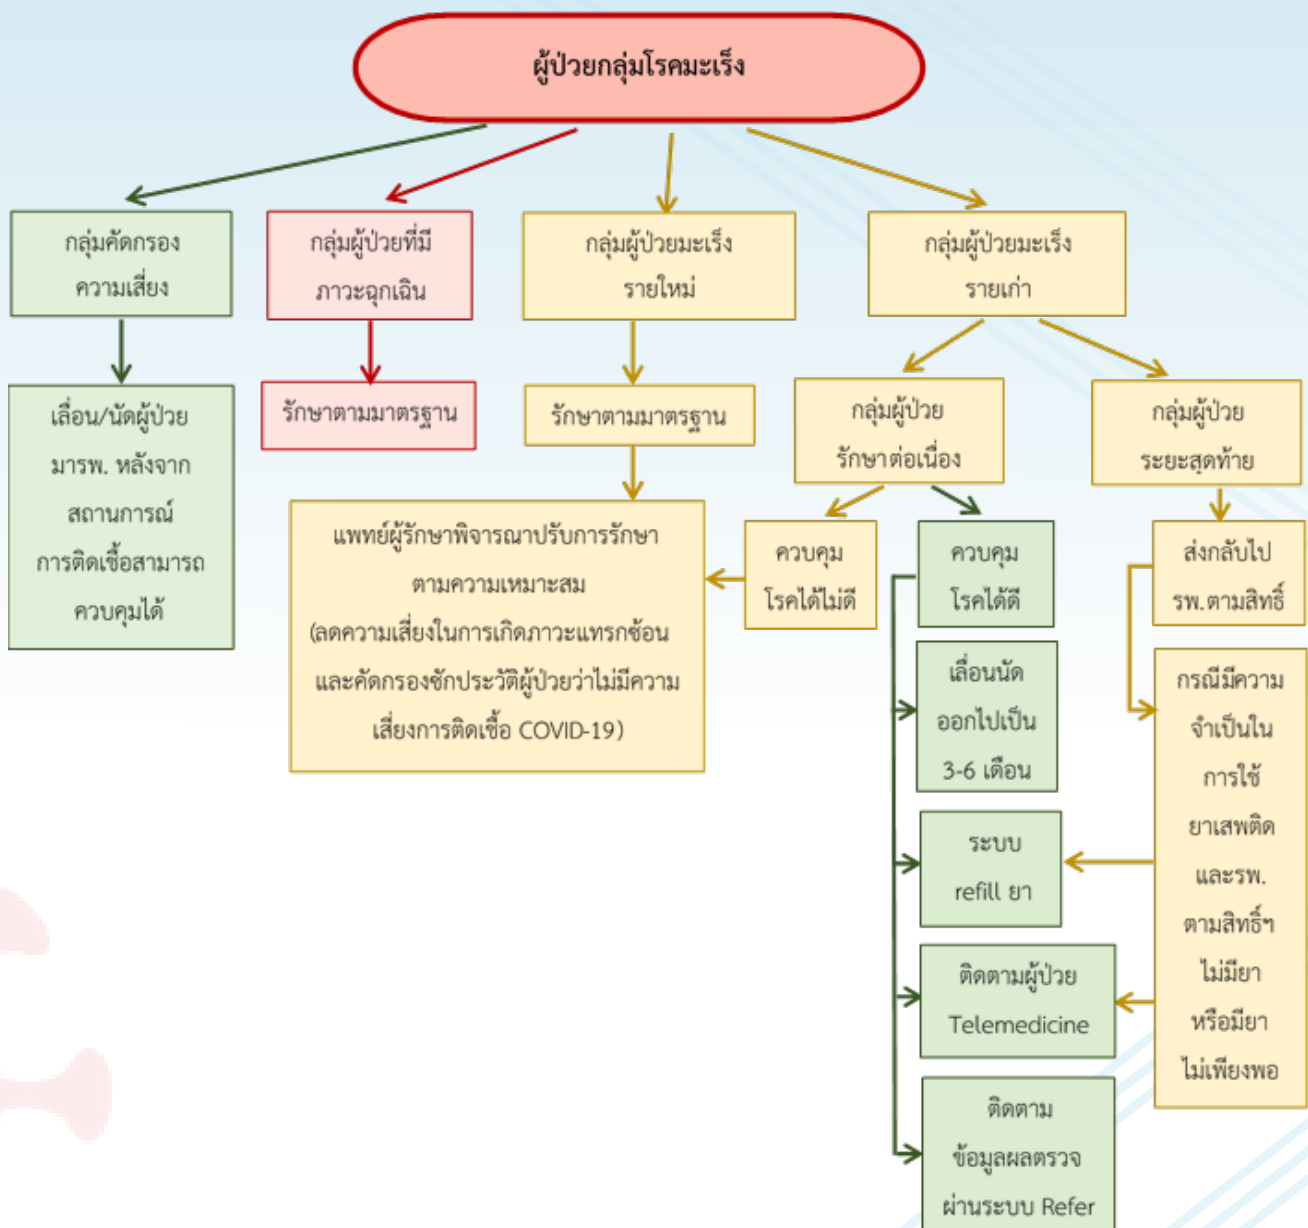 ผู้ป่วยกลุ่มโรคมะเร็ง
กลุ่มคัดกรอง
ความเสี่ยง
กลุ่มผู้ป่วยที่มี
ภาวะฉุกเฉิน
กลุ่มผู้ป่วยมะเร็ง
รายใหม่
กลุ่มผู้ป่วยมะเร็ง
รายเก่า
เลื่อน/นัดผู้ป่วย
มารพ. หลังจาก
สถานการณ์
การติดเชื้อสามารถ
ควบคุมได้
รักษาตามมาตรฐาน
รักษาตามมาตรฐาน
กลุ่มผู้ป่วย
รักษาต่อเนื่อง
กลุ่มผู้ป่วย
ระยะสุดท้าย
แพทย์ผู้รักษาพิจารณาปรับการรักษา
ตามความเหมาะสม
(ลดความเสี่ยงในการเกิดภาวะแทรกซ้อน
และคัดกรองซักประวัติผู้ป่วยว่าไม่มีความ
เสี่ยงการติดเชื้อ COVID-19)
ควบคุม
โรคได้ไม่ดี
ควบคุม
โรคได้ดี
ส่งกลับไป
รพ.ตามสิทธิ์
เลื่อนนัด
ออกไปเป็น
3-6 เดือน
ระบบ
refill ยา
ติดตามผู้ป่วย
Telemedicine
ติดตาม
ข้อมูลผลตรวจ
ผ่านระบบ Refer
กรณีมีความ
จำเป็นใน
การใช้
ยาเสพติด
และรพ.
ตามสิทธิ์ฯ
ไม่มียา
หรือมียา
ไม่เพียงพอ